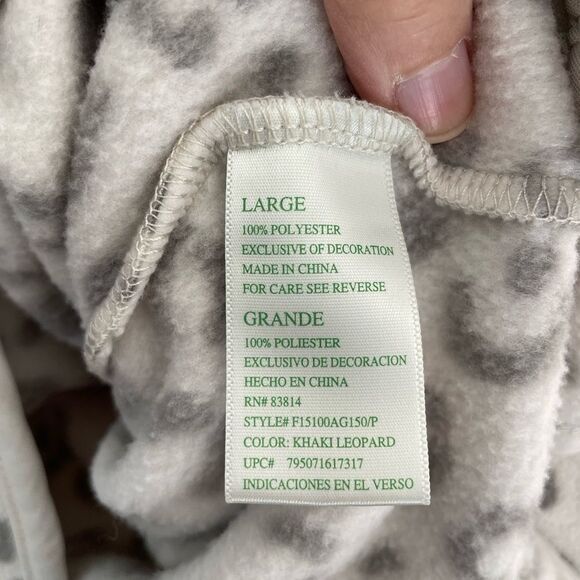 LARGE
100% POLYESTER
EXCLUSIVE OF DECORATION
MADE IN CHINA
FOR CARE SEE REVERSE
GRANDE
100% POLIESTER
EXCLUSIVO DE DECORACION
HECHO EN CHINA
RN# 83814
STYLE# F15100AG150/P
COLOR: KHAKI LEOPARD
UPC# 795071617317
INDICACIONES EN EL VERSO